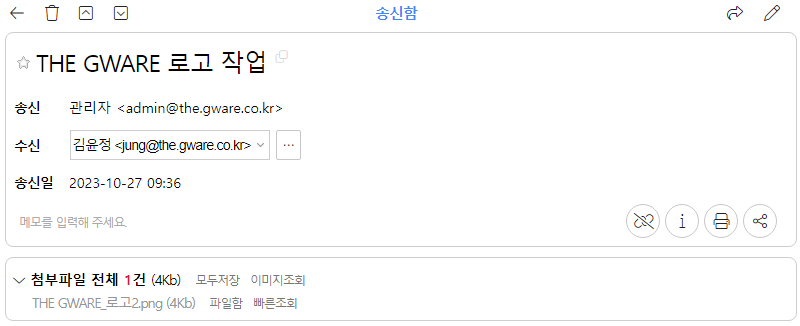 송신함
THE GWARE 로고 작업
송신 관리자 <admin@the.gware.co.kr>
수신 김윤정 <jung@the.gware.co.kr> ...
송신일 2023-10-27 09:36
메모를 입력해 주세요.
첨부파일 전체 1건 (4Kb) 모두저장 이미지조회
THE GWARE_로고2.png (4Kb) 파일함 빠른조회